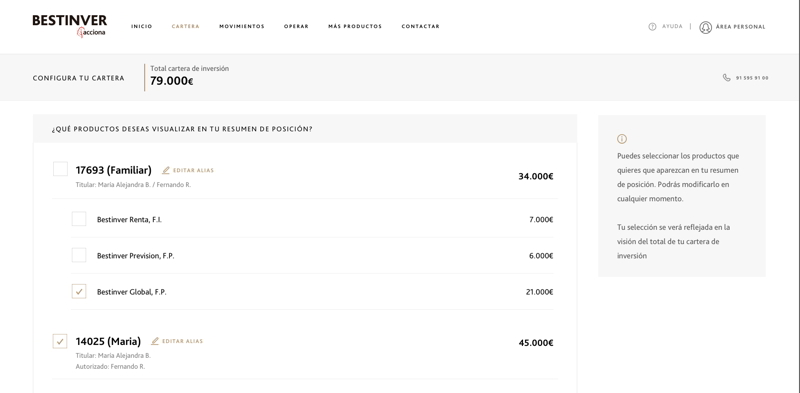 BESTINVER
acciona
INICIO
CARTERA
MOVIMIENTOS
OPERAR
MÁS PRODUCTOS
CONTACTAR
AYUDA
ÁREA PERSONAL
CONFIGURA TU CARTERA
Total cartera de inversión
79.000€
91 595 91 00
¿QUÉ PRODUCTOS DESEAS VISUALIZAR EN TU RESUMEN DE POSICIÓN?
17693 (Familiar)
EDITAR ALIAS
34.000€
Titular: María Alejandra B. / Fernando R.
Bestinver Renta, F.I.
7.000€
Bestinver Prevision, F.P.
6.000€
Bestinver Global, F.P.
21.000€
14025 (Maria)
EDITAR ALIAS
45.000€
Titular: María Alejandra B.
Autorizado: Fernando R.
Puedes seleccionar los productos que
quieres que aparezcan en tu resumen
de posición. Podrás modificarlo en
cualquier momento.
Tu selección se verá reflejada en la
visión del total de tu cartera de
inversión